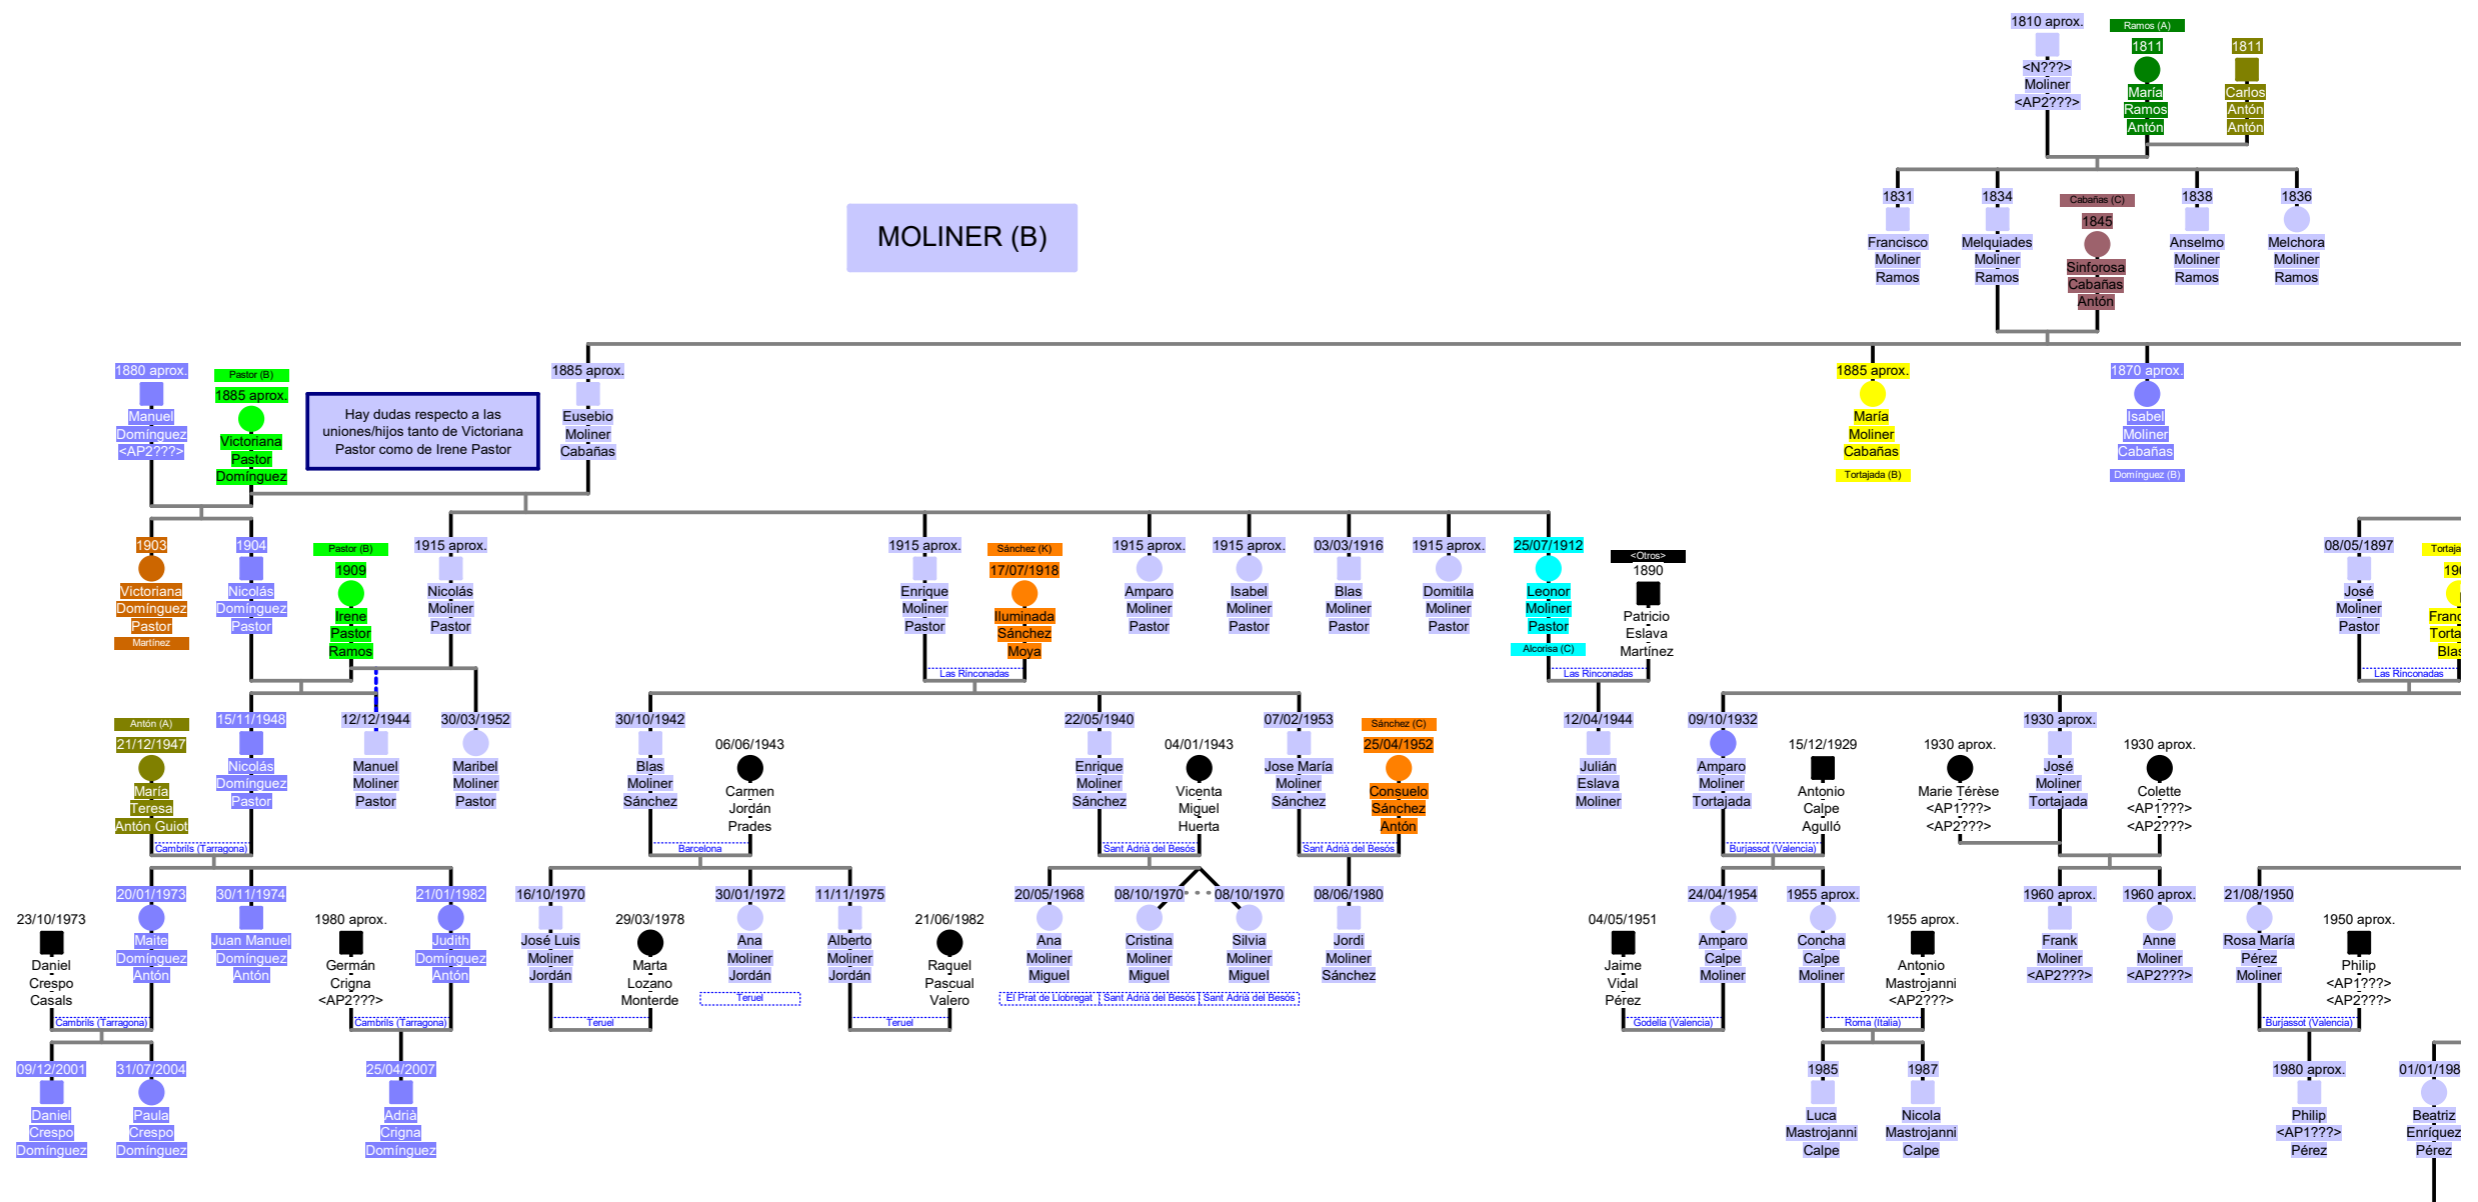 1810 aprox.
<N???>
Moliner
<AP2???>
Ramos (A)
1811
María
Ramos
Antón
1811
Carlos
Antón
Antón
MOLINER (B)
1831
Francisco
Moliner
Ramos
1834
Melquiades
Moliner
Ramos
Cabañas (C)
1845
Sinforosa
Cabañas
Antón
1838
Anselmo
Moliner
Ramos
1836
Melchora
Moliner
Ramos
1880 aprox.
Manuel
Domínguez
<AP2???>
Pastor (B)
1885 aprox.
Victoriana
Pastor
Domínguez
Hay dudas respecto a las
uniones/hijos tanto de Victoriana
Pastor como de Irene Pastor
1885 aprox.
Eusebio
Moliner
Cabañas
1885 aprox.
María
Moliner
Cabañas
Tortajada (B)
1870 aprox.
Isabel
Moliner
Cabañas
Domínguez (B)
1903
Victoriana
Domínguez
Pastor
Martínez
1904
Nicolás
Domínguez
Pastor
Pastor (B)
1909
Irene
Pastor
Ramos
1915 aprox.
Nicolás
Moliner
Pastor
1915 aprox.
Enrique
Moliner
Pastor
Sánchez (K)
17/07/1918
Iluminada
Sánchez
Moya
Las Rinconadas
1915 aprox.
Amparo
Moliner
Pastor
1915 aprox.
Isabel
Moliner
Pastor
03/03/1916
Blas
Moliner
Pastor
1915 aprox.
Domitila
Moliner
Pastor
25/07/1912
Leonor
Moliner
Pastor
Alcorisa (C)
<Otros>
1890
Patricio
Eslava
Martínez
Las Rinconadas
08/05/1897
José
Moliner
Pastor
Tortaja
190
Franc
Torta
Blas
Las Rinconadas
Antón (A)
21/12/1947
María
Teresa
Antón Guiot
15/11/1948
Nicolás
Domínguez
Pastor
Cambrils (Tarragona)
12/12/1944
Manuel
Moliner
Pastor
30/03/1952
Maribel
Moliner
Pastor
30/10/1942
Blas
Moliner
Sánchez
06/06/1943
Carmen
Jordán
Prades
Barcelona
22/05/1940
Enrique
Moliner
Sánchez
04/01/1943
Vicenta
Miguel
Huerta
Sant Adrià del Besós
07/02/1953
Jose María
Moliner
Sánchez
Sánchez (C)
25/04/1952
Consuelo
Sánchez
Antón
Sant Adrià del Besós
12/04/1944
Julián
Eslava
Moliner
09/10/1932
Amparo
Moliner
Tortajada
15/12/1929
Antonio
Calpe
Agulló
Burjassot (Valencia)
1930 aprox.
Marie Térèse
<AP1???>
<AP2???>
1930 aprox.
José
Moliner
Tortajada
1930 aprox.
Colette
<AP1???>
<AP2???>
23/10/1973
Daniel
Crespo
Casals
20/01/1973
Maite
Domínguez
Antón
Cambrils (Tarragona)
30/11/1974
Juan Manuel
Domínguez
Antón
1980 aprox.
Germán
Crigna
<AP2???>
21/01/1982
Judith
Domínguez
Antón
Cambrils (Tarragona)
16/10/1970
José Luis
Moliner
Jordán
29/03/1978
Marta
Lozano
Monterde
Teruel
30/01/1972
Ana
Moliner
Jordán
Teruel
11/11/1975
Alberto
Moliner
Jordán
21/06/1982
Raquel
Pascual
Valero
Teruel
20/05/1968
Ana
Moliner
Miguel
El Prat de Llobregat
08/10/1970
Cristina
Moliner
Miguel
Sant Adrià del Besós
08/10/1970
Silvia
Moliner
Miguel
Sant Adrià del Besós
08/06/1980
Jordi
Moliner
Sánchez
04/05/1951
Jaime
Vidal
Pérez
24/04/1954
Amparo
Calpe
Moliner
Godella (Valencia)
1955 aprox.
Concha
Calpe
Moliner
1955 aprox.
Antonio
Mastrojanni
<AP2???>
Roma (Italia)
1960 aprox.
Frank
Moliner
<AP2???>
1960 aprox.
Anne
Moliner
<AP2???>
21/08/1950
Rosa María
Pérez
Moliner
1950 aprox.
Philip
<AP1???>
<AP2???>
Burjassot (Valencia)
09/12/2001
Daniel
Crespo
Domínguez
31/07/2004
Paula
Crespo
Domínguez
25/04/2007
Adrià
Crigna
Domínguez
1985
Luca
Mastrojanni
Calpe
1987
Nicola
Mastrojanni
Calpe
1980 aprox.
Philip
<AP1???>
Pérez
01/01/198
Beatriz
Enríquez
Pérez